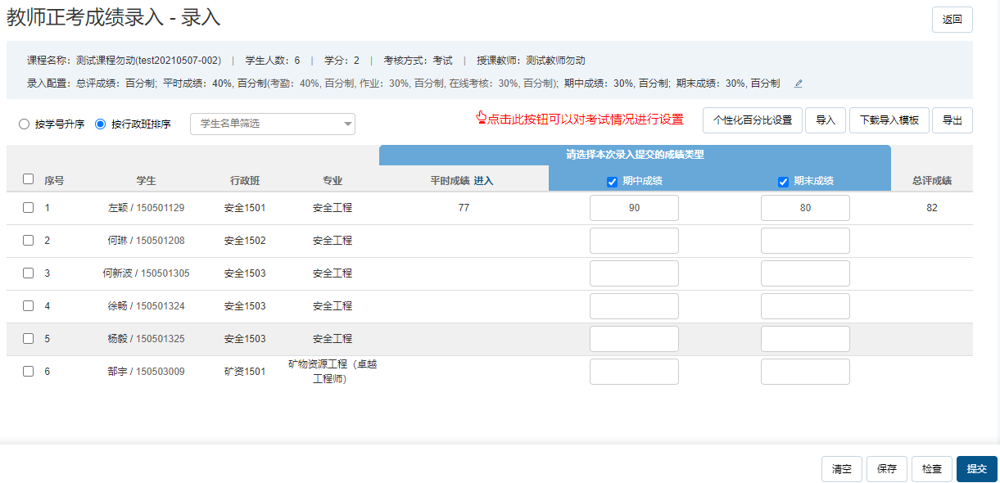 教师正考成绩录入 - 录入
返回
课程名称：测试课程勿动(test20210507-002) | 学生人数：6 | 学分：2 | 考核方式：考试 | 授课教师：测试教师勿动
录入配置：总评成绩：百分制; 平时成绩：40%, 百分制(考勤：40%, 百分制, 作业：30%, 百分制, 在线考核：30%, 百分制); 期中成绩：30%, 百分制; 期末成绩：30%, 百分制
按学号升序 按行政班排序 学生名单筛选 点击此按钮可以对考试情况进行设置 个性化百分比设置 导入 下载导入模板 导出
请选择本次录入提交的成绩类型
序号 学生 行政班 专业 平时成绩 进入 期中成绩 期末成绩 总评成绩
1 左颖 / 150501129 安全1501 安全工程 77 90 80 82
2 何琳 / 150501208 安全1502 安全工程
3 何新波 / 150501305 安全1503 安全工程
4 徐畅 / 150501324 安全1503 安全工程
5 杨毅 / 150501325 安全1503 安全工程
6 郜宇 / 150503009 矿资1501 矿物资源工程（卓越
工程师）
清空 保存 检查 提交